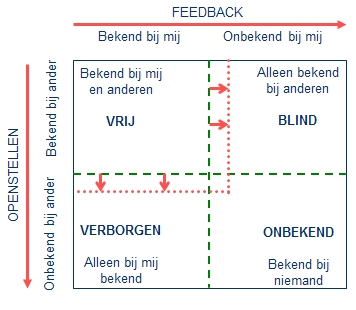 FEEDBACK
Bekend bij mij
Onbekend bij mij
OPENSTELLEN
Bekend bij ander
Onbekend bij ander
Bekend bij mij
en anderen
VRIJ
Alleen bekend
bij anderen
BLIND
VERBORGEN
Alleen bij mij
bekend
ONBEKEND
Bekend bij
niemand